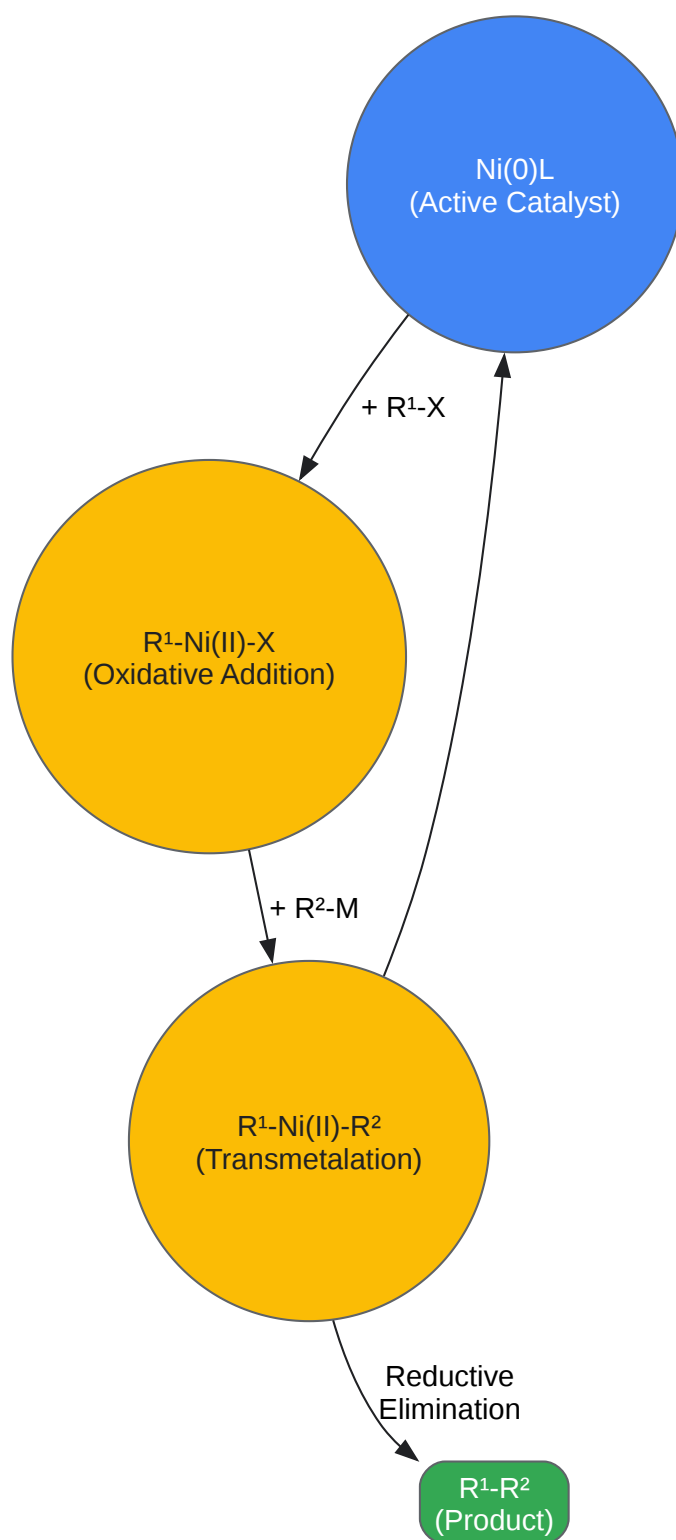 Ni(0)L
(Active Catalyst)
+ R¹-X
R¹-Ni(II)-X
(Oxidative Addition)
+ R²-M
R¹-Ni(II)-R²
(Transmetalation)
Reductive
Elimination
R¹-R²
(Product)